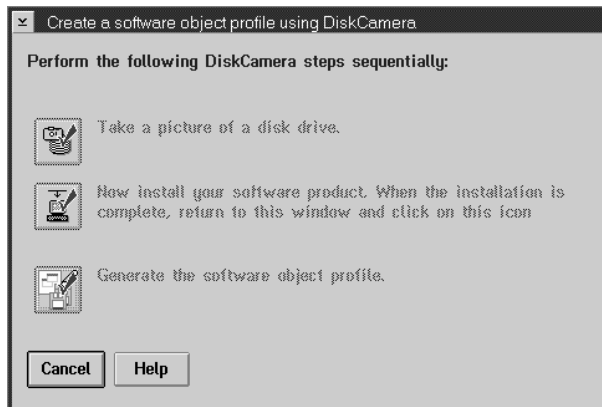 Create a software object profile using DiskCamera
Perform the following DiskCamera steps sequentially:
Take a picture of a disk drive.
Now install your software product. When the installation is
complete, return to this window and click on this icon
Generate the software object profile.
Cancel Help